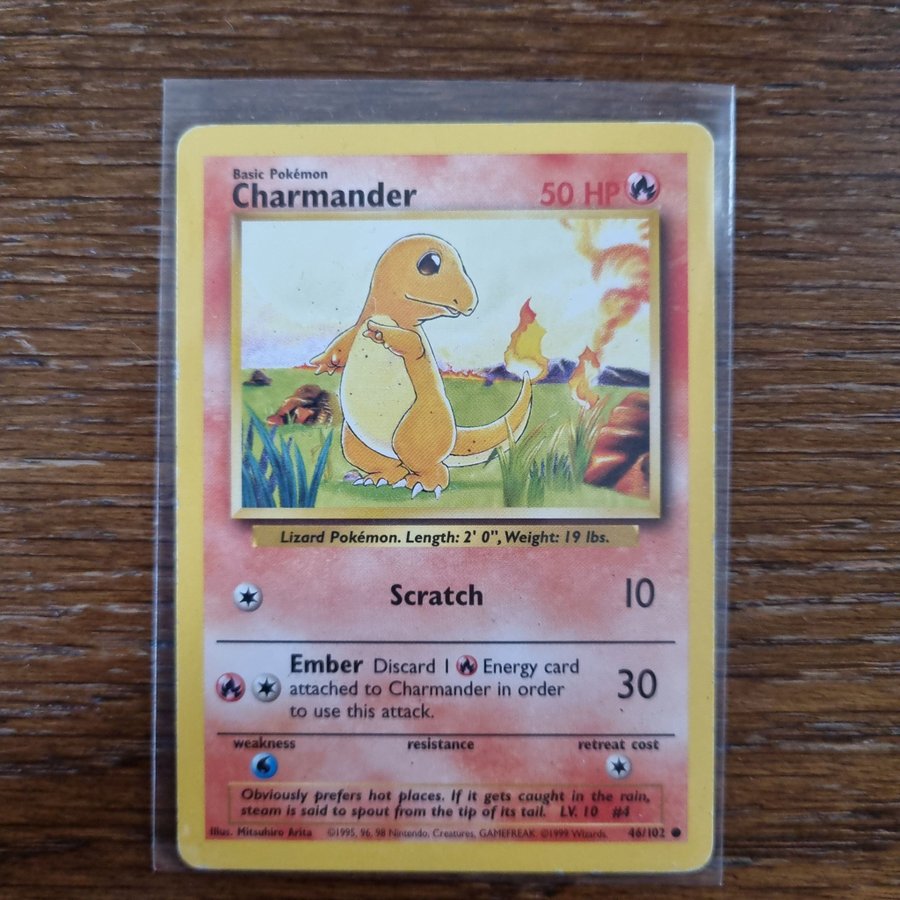 Basic Pokémon
Charmander 50 HP
Lizard Pokémon. Length: 2' 0", Weight: 19 lbs.
Scratch 10
Ember Discard 1 Energy card
attached to Charmander in order
to use this attack.
30
weakness resistance retreat cost
Obviously prefers hot places. If it gets caught in the rain,
steam is said to spout from the tip of its tail. LV. 10 #4
Illus. Mitsuhiro Arita ©1995, 96, 98 Nintendo, Creatures, GAMEFREAK. ©1999 Wizards. 46/102